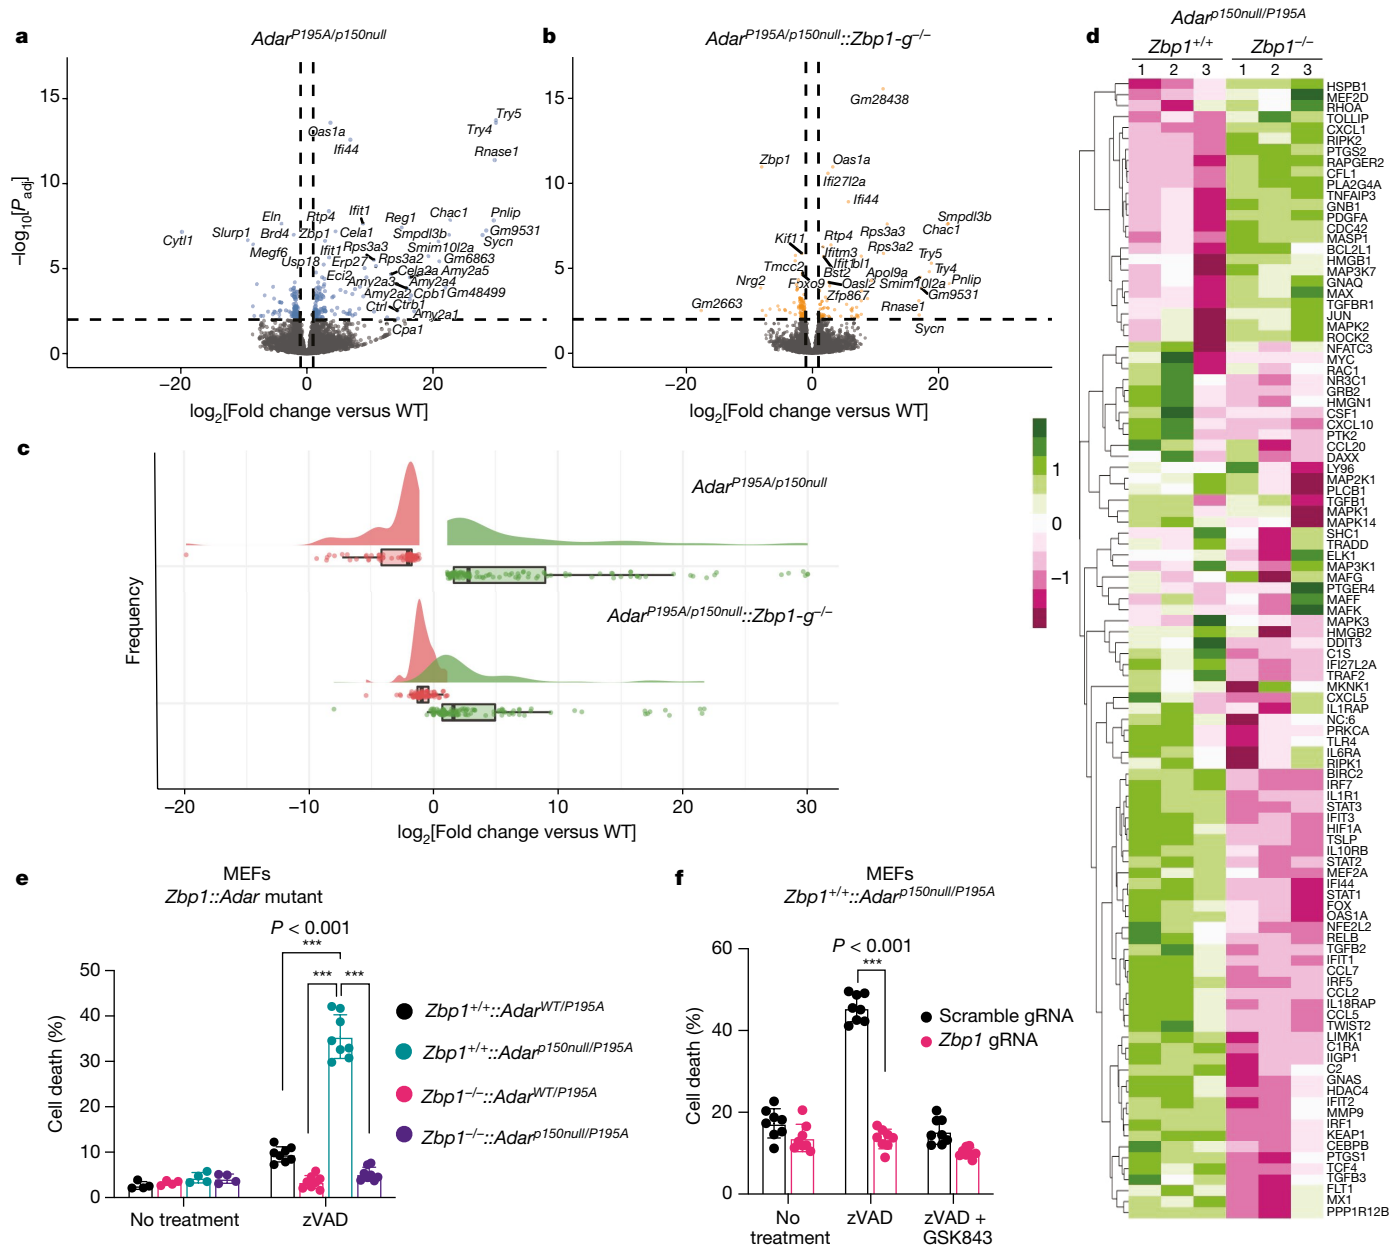 a
Adar^P195A/p150null
−log10[Padj]
15
10
5
0
−20
0
20
log2[Fold change versus WT]
Oas1a
Ifi44
Try5
Try4
Rnase1
Eln
Rtp4
Ifit1
Reg1
Chac1
Pnlip
Cytl1
Slurp1
Brd4
Zbp1
Cela1
Smpdl3b
Gm9531
Sycn
Megf6
Ifit1
Rps3a3
Smim10l2a
Usp18
Erp27
Rps3a2
Gm6863
Eci2
Cela2a
Amy2a5
Amy2a3
Amy2a4
Amy2a2
Cpb1
Gm48499
Ctrl
Ctrb1
Amy2a1
Cpa1
b
Adar^P195A/p150null::Zbp1-g−/−
15
10
5
0
−20
0
20
log2[Fold change versus WT]
Gm28438
Zbp1
Oas1a
Ifi27l2a
Ifi44
Smpdl3b
Kif11
Rtp4
Rps3a3
Chac1
Ifitm3
Rps3a2
Try5
Tmcc2
Ifit1bl1
Bst2
Apol9a
Try4
Nrg2
Foxo9
Oasl2
Smim10l2a
Pnlip
Gm2663
Zfp867
Gm9531
Rnase1
Sycn
c
Adar^P195A/p150null
Adar^P195A/p150null::Zbp1-g−/−
Frequency
−20
−10
0
10
20
30
log2[Fold change versus WT]
1
0
−1
d
Adar^p150null/P195A
Zbp1+/+
Zbp1−/−
1 2 3 1 2 3
HSPB1
MEF2D
RHOA
TOLLIP
CXCL1
RIPK2
PTGS2
RAPGER2
CFL1
PLA2G4A
TNFAIP3
GNB1
PDGFA
CDC42
MASP1
BCL2L1
HMGB1
MAP3K7
GNAQ
MAX
TGFBR1
JUN
MAPK2
ROCK2
NFATC3
MYC
RAC1
NR3C1
GRB2
HMGN1
CSF1
CXCL10
PTK2
CCL20
DAXX
LY96
MAP2K1
PLCB1
TGFB1
MAPK1
MAPK14
SHC1
TRADD
ELK1
MAP3K1
MAFG
PTGER4
MAFF
MAFK
MAPK3
HMGB2
DDIT3
C1S
IFI27L2A
TRAF2
MKNK1
CXCL5
IL1RAP
NC:6
PRKCA
TLR4
IL6RA
RIPK1
BIRC2
IRF7
IL1R1
STAT3
IFIT3
HIF1A
TSLP
IL10RB
STAT2
MEF2A
IFI44
STAT1
FOX
OAS1A
NFE2L2
RELB
TGFB2
IFIT1
CCL7
IRF5
CCL2
IL18RAP
CCL5
TWIST2
LIMK1
C1RA
IIGP1
C2
GNAS
HDAC4
IFIT2
MMP9
IRF1
KEAP1
CEBPB
PTGS1
TCF4
TGFB3
FLT1
MX1
PPP1R12B
e
MEFs
Zbp1::Adar mutant
P < 0.001
***
*** ***
Cell death (%)
50
40
30
20
10
0
No treatment
zVAD
Zbp1+/+::Adar^WT/P195A
Zbp1+/+::Adar^p150null/P195A
Zbp1−/−::Adar^WT/P195A
Zbp1−/−::Adar^p150null/P195A
f
MEFs
Zbp1+/+::Adar^p150null/P195A
P < 0.001
***
Cell death (%)
60
40
20
0
No treatment
zVAD
zVAD + GSK843
Scramble gRNA
Zbp1 gRNA